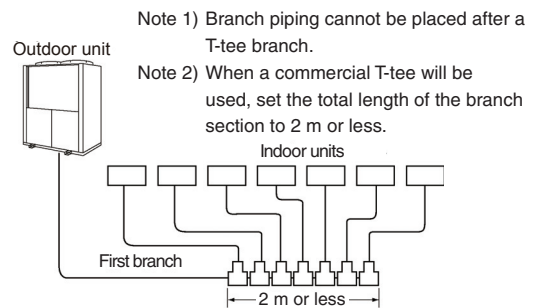 Note 1) Branch piping cannot be placed after a
T-tee branch.
Outdoor unit
Note 2) When a commercial T-tee will be
used, set the total length of the branch
section to 2 m or less.
Indoor units
First branch
2 m or less